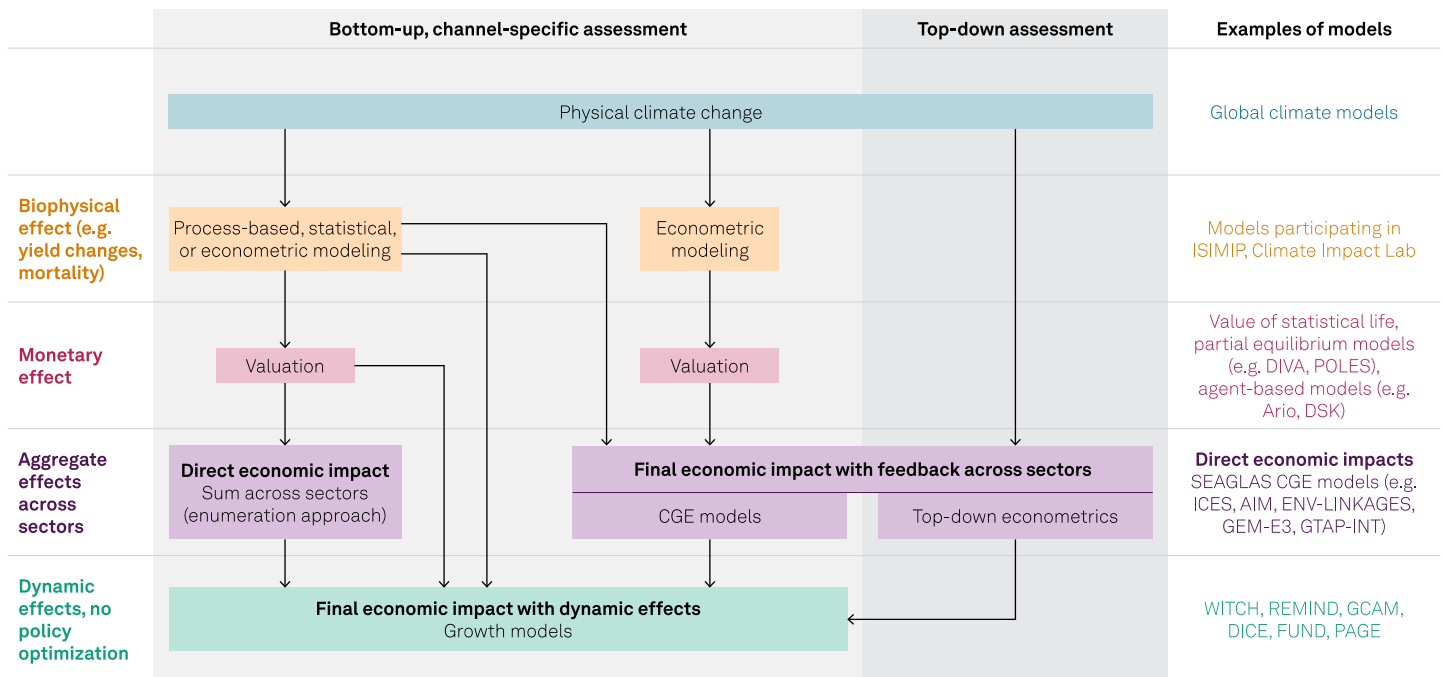 Bottom-up, channel-specific assessment
Top-down assessment
Examples of models
Physical climate change
Global climate models
Biophysical
effect (e.g.
yield changes,
mortality)
Process-based, statistical,
or econometric modeling
Econometric
modeling
Models participating in
ISIMIP, Climate Impact Lab
Monetary
effect
Valuation
Valuation
Value of statistical life,
partial equilibrium models
(e.g. DIVA, POLES),
agent-based models (e.g.
Ario, DSK)
Aggregate
effects
across
sectors
Direct economic impact
Sum across sectors
(enumeration approach)
Final economic impact with feedback across sectors
CGE models
Top-down econometrics
Direct economic impacts
SEAGLAS CGE models (e.g.
ICES, AIM, ENV-LINKAGES,
GEM-E3, GTAP-INT)
Dynamic
effects, no
policy
optimization
Final economic impact with dynamic effects
Growth models
WITCH, REMIND, GCAM,
DICE, FUND, PAGE